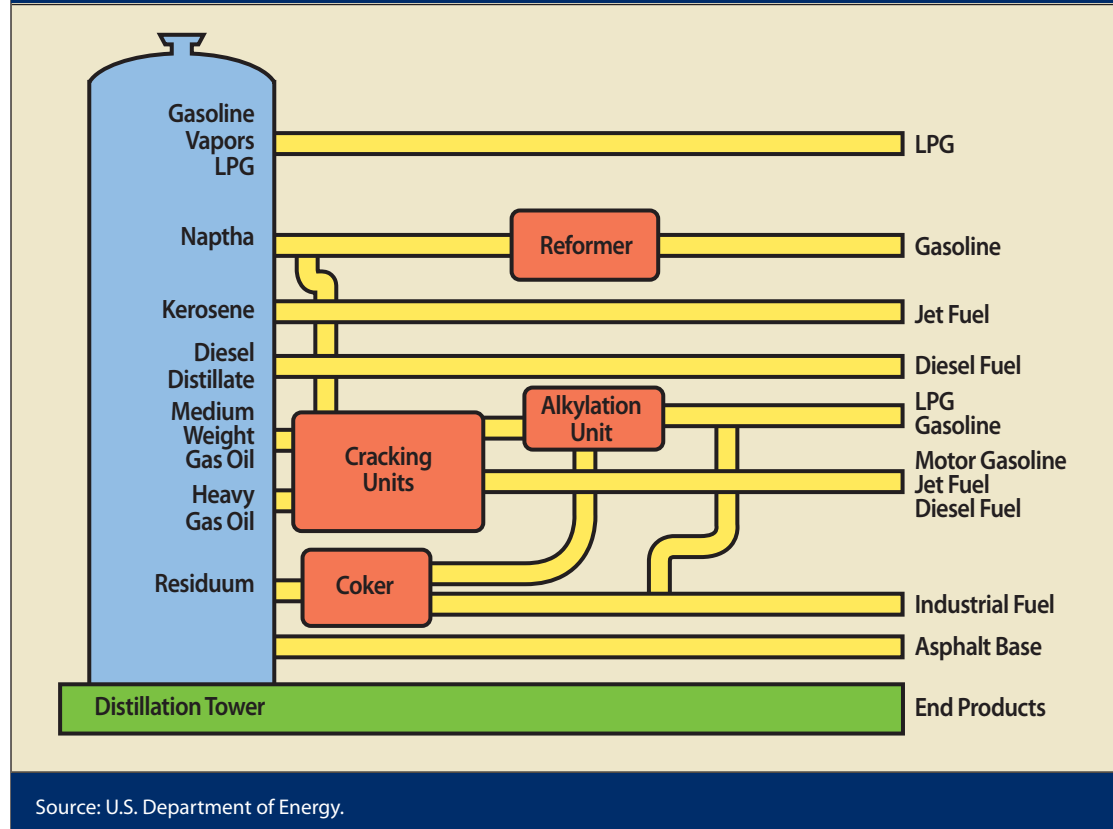 Gasoline
Vapors
LPG
LPG
Naptha
Reformer
Gasoline
Kerosene
Jet Fuel
Diesel
Distillate
Diesel Fuel
Medium
Weight
Gas Oil
Heavy
Gas Oil
Cracking
Units
Alkylation
Unit
LPG
Gasoline
Motor Gasoline
Jet Fuel
Diesel Fuel
Residuum
Coker
Industrial Fuel
Asphalt Base
Distillation Tower
End Products
Source: U.S. Department of Energy.